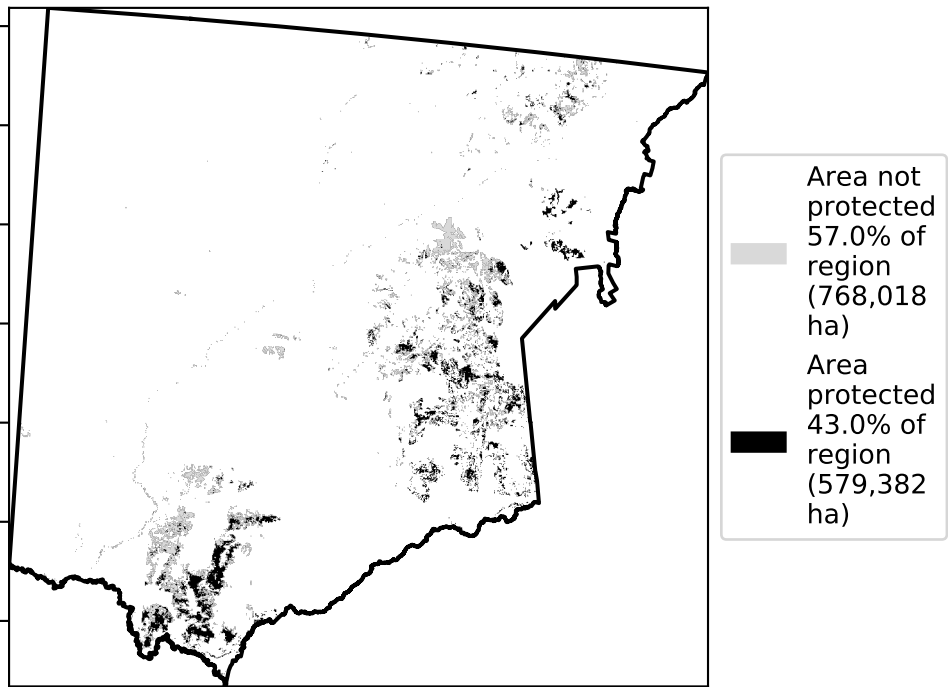 Area not
protected
57.0% of
region
(768,018
ha)
Area
protected
43.0% of
region
(579,382
ha)